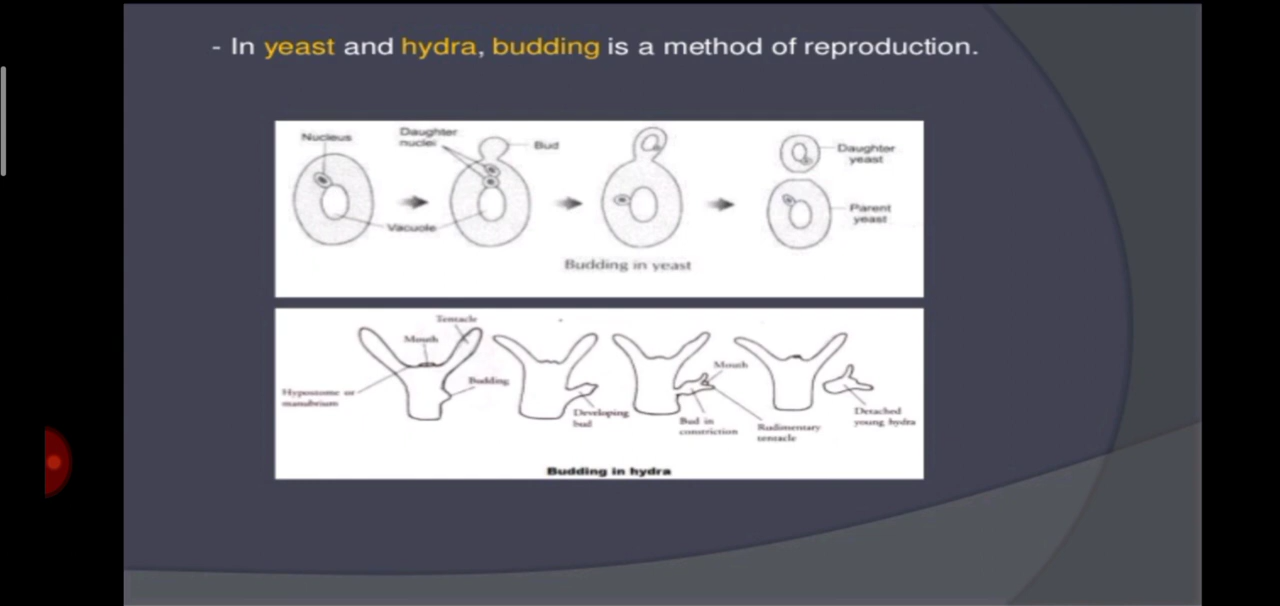 - In yeast and hydra, budding is a method of reproduction.
Nucleus
Daughter
nuclei
Bud
Vacuole
Daughter
yeast
Parent
yeast
Budding in yeast
Tentacle
Mouth
Budding
Hypostome or
manubrium
Developing
bud
Mouth
Bud in
constriction
Rudimentary
tentacle
Detached
young hydra
Budding in hydra